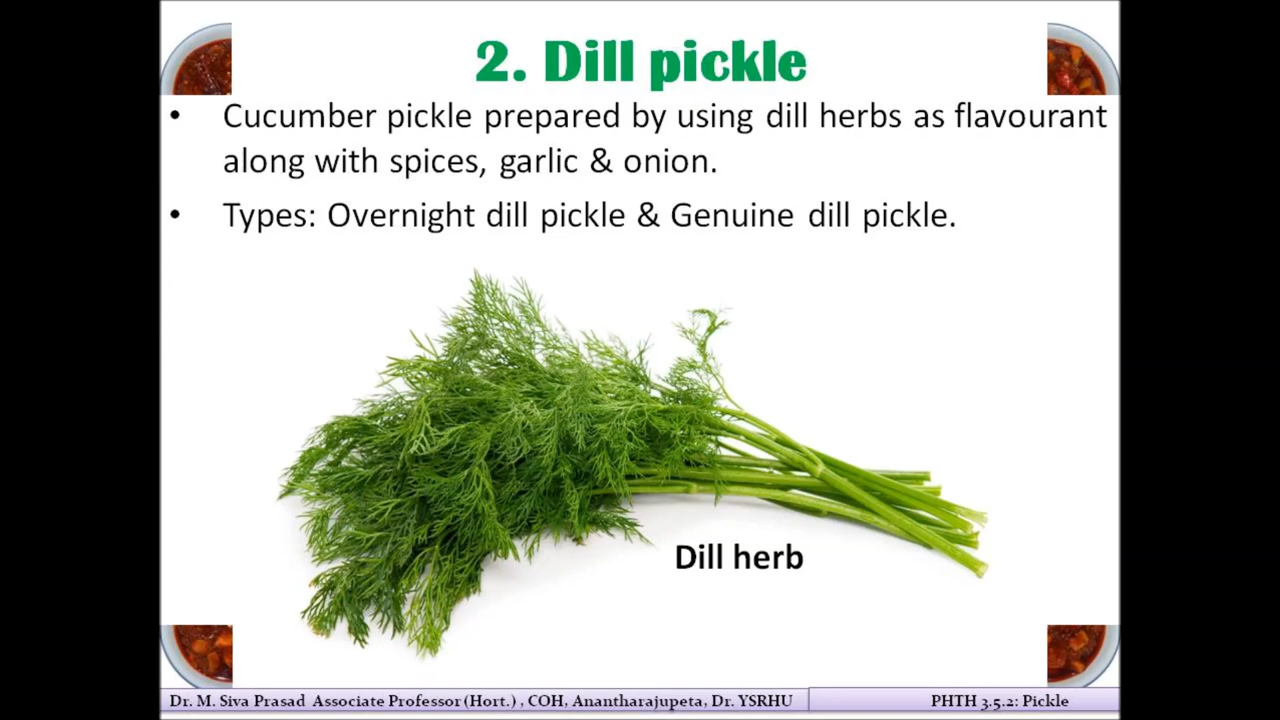 2. Dill pickle
• Cucumber pickle prepared by using dill herbs as flavourant
along with spices, garlic & onion.
• Types: Overnight dill pickle & Genuine dill pickle.
Dill herb
Dr. M. Siva Prasad Associate Professor (Hort.) , COH, Anantharajupeta, Dr. YSRHU
PHTH 3.5.2: Pickle